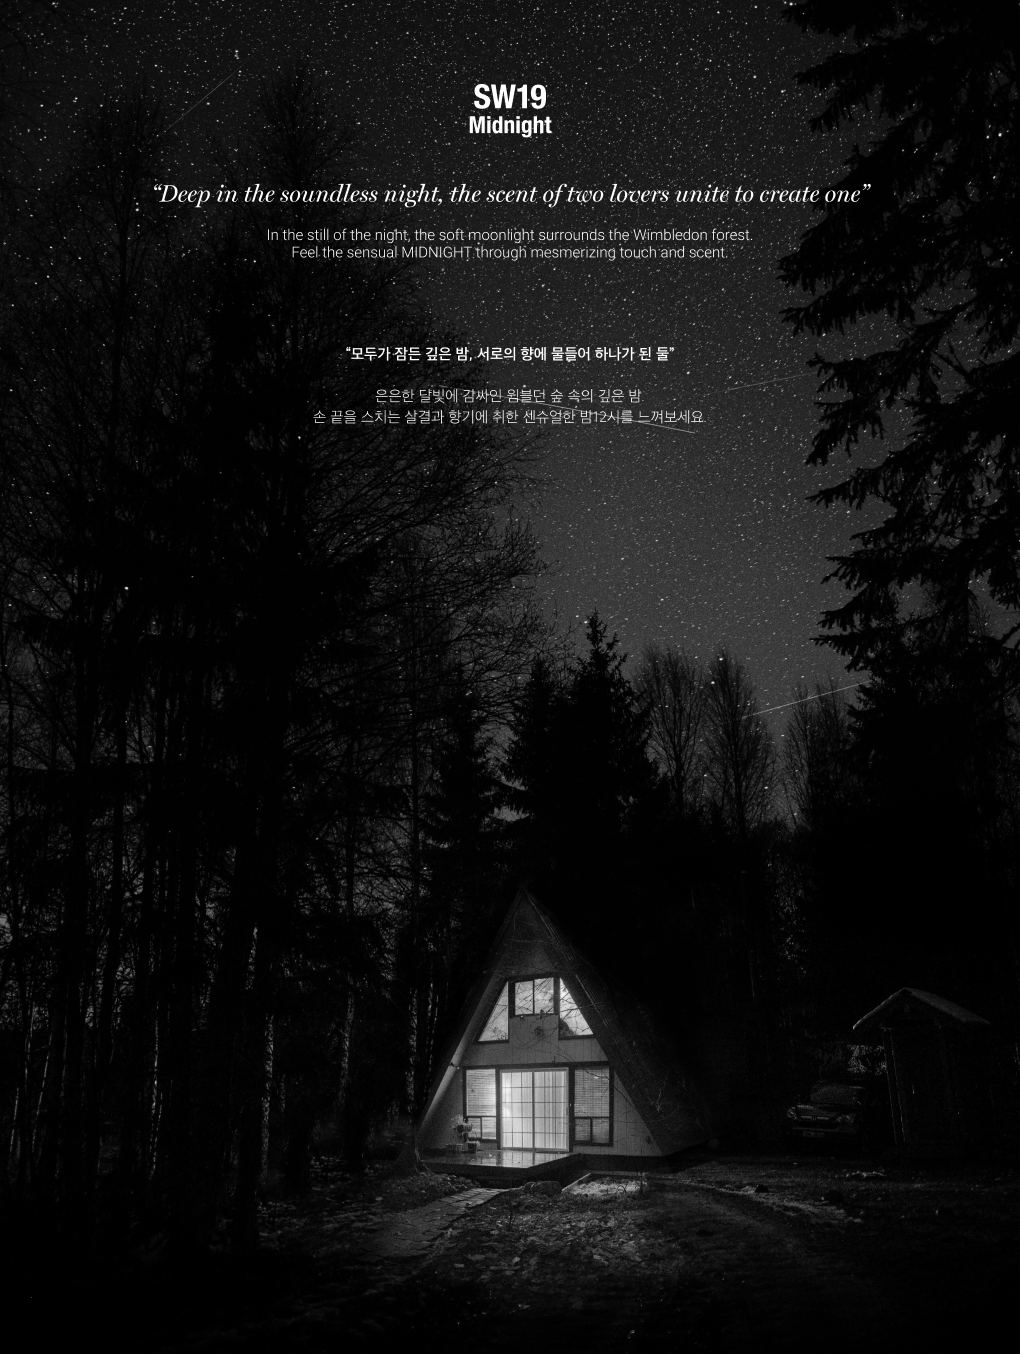 SW19
Midnight
“Deep in the soundless night, the scent of two lovers unite to create one”
In the still of the night, the soft moonlight surrounds the Wimbledon forest.
Feel the sensual MIDNIGHT through mesmerizing touch and scent.
“모두가 잠든 깊은 밤, 서로의 향에 물들어 하나가 된 둘”
은은한 달빛에 감싸인 윔블던 숲 속의 깊은 밤
손 끝을 스치는 살결과 향기에 취한 센슈얼한 밤12시를 느껴보세요.